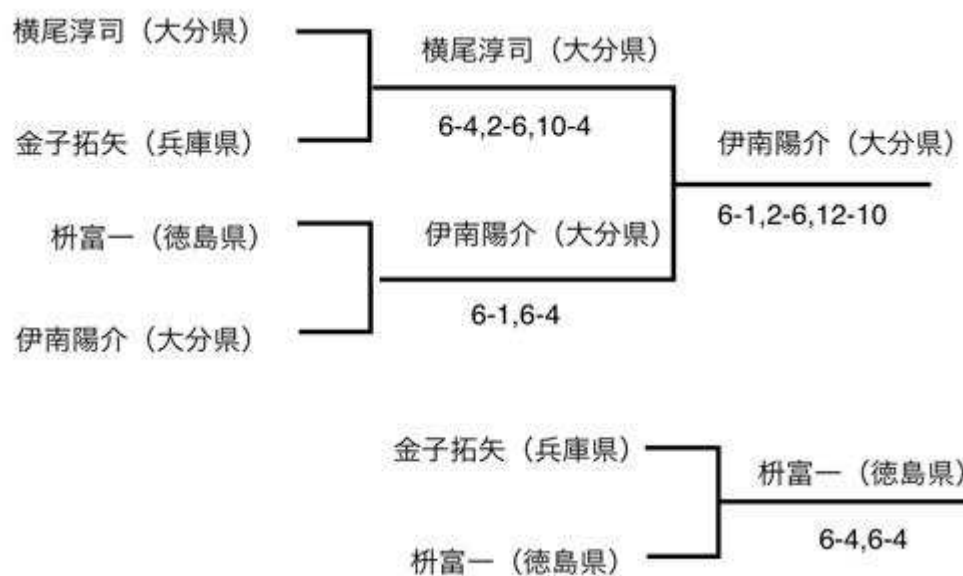 横尾淳司（大分県）
横尾淳司（大分県）
6-4,2-6,10-4
金子拓矢（兵庫県）
伊南陽介（大分県）
6-1,2-6,12-10
枡富一（徳島県）
伊南陽介（大分県）
6-1,6-4
伊南陽介（大分県）
金子拓矢（兵庫県）
枡富一（徳島県）
6-4,6-4
枡富一（徳島県）